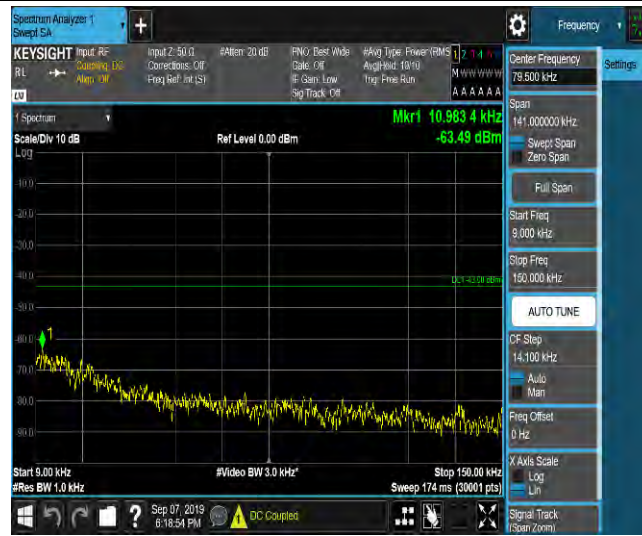 Spectrum Analyzer 1
Swept SA
Frequency
KEYSIGHT
RL
Input: RF
Coupling: DC
Align: Off
Input Z: 50 Ω
Corrections: Off
Freq Ref: Int (S)
#Atten: 20 dB
PNO: Best Wide
Gate: Off
IF Gain: Low
Sig Track: Off
#Avg Type: Power (RMS
Avg|Hold: 10/10
Trig: Free Run
A A A A A A
LW
1 Spectrum
Scale/Div 10 dB
Log
Ref Level 0.00 dBm
Mkr1 10.983 4 kHz
-63.49 dBm
-10.0
-20.0
-40.0
-50.0
-60.0
-70.0
-80.0
-90.0
DL1 -43.00 dBm
1
Start 9.00 kHz
#Res BW 1.0 kHz
#Video BW 3.0 kHz*
Stop 150.00 kHz
Sweep 174 ms (30001 pts)
Center Frequency
79.500 kHz
Settings
Span
141.000000 kHz
Swept Span
Zero Span
Full Span
Start Freq
9.000 kHz
Stop Freq
150.000 kHz
AUTO TUNE
CF Step
14.100 kHz
Auto
Man
Freq Offset
0 Hz
X Axis Scale
Log
Lin
Signal Track
(Span Zoom)
?
Sep 07, 2019
6:18:54 PM
DC Coupled